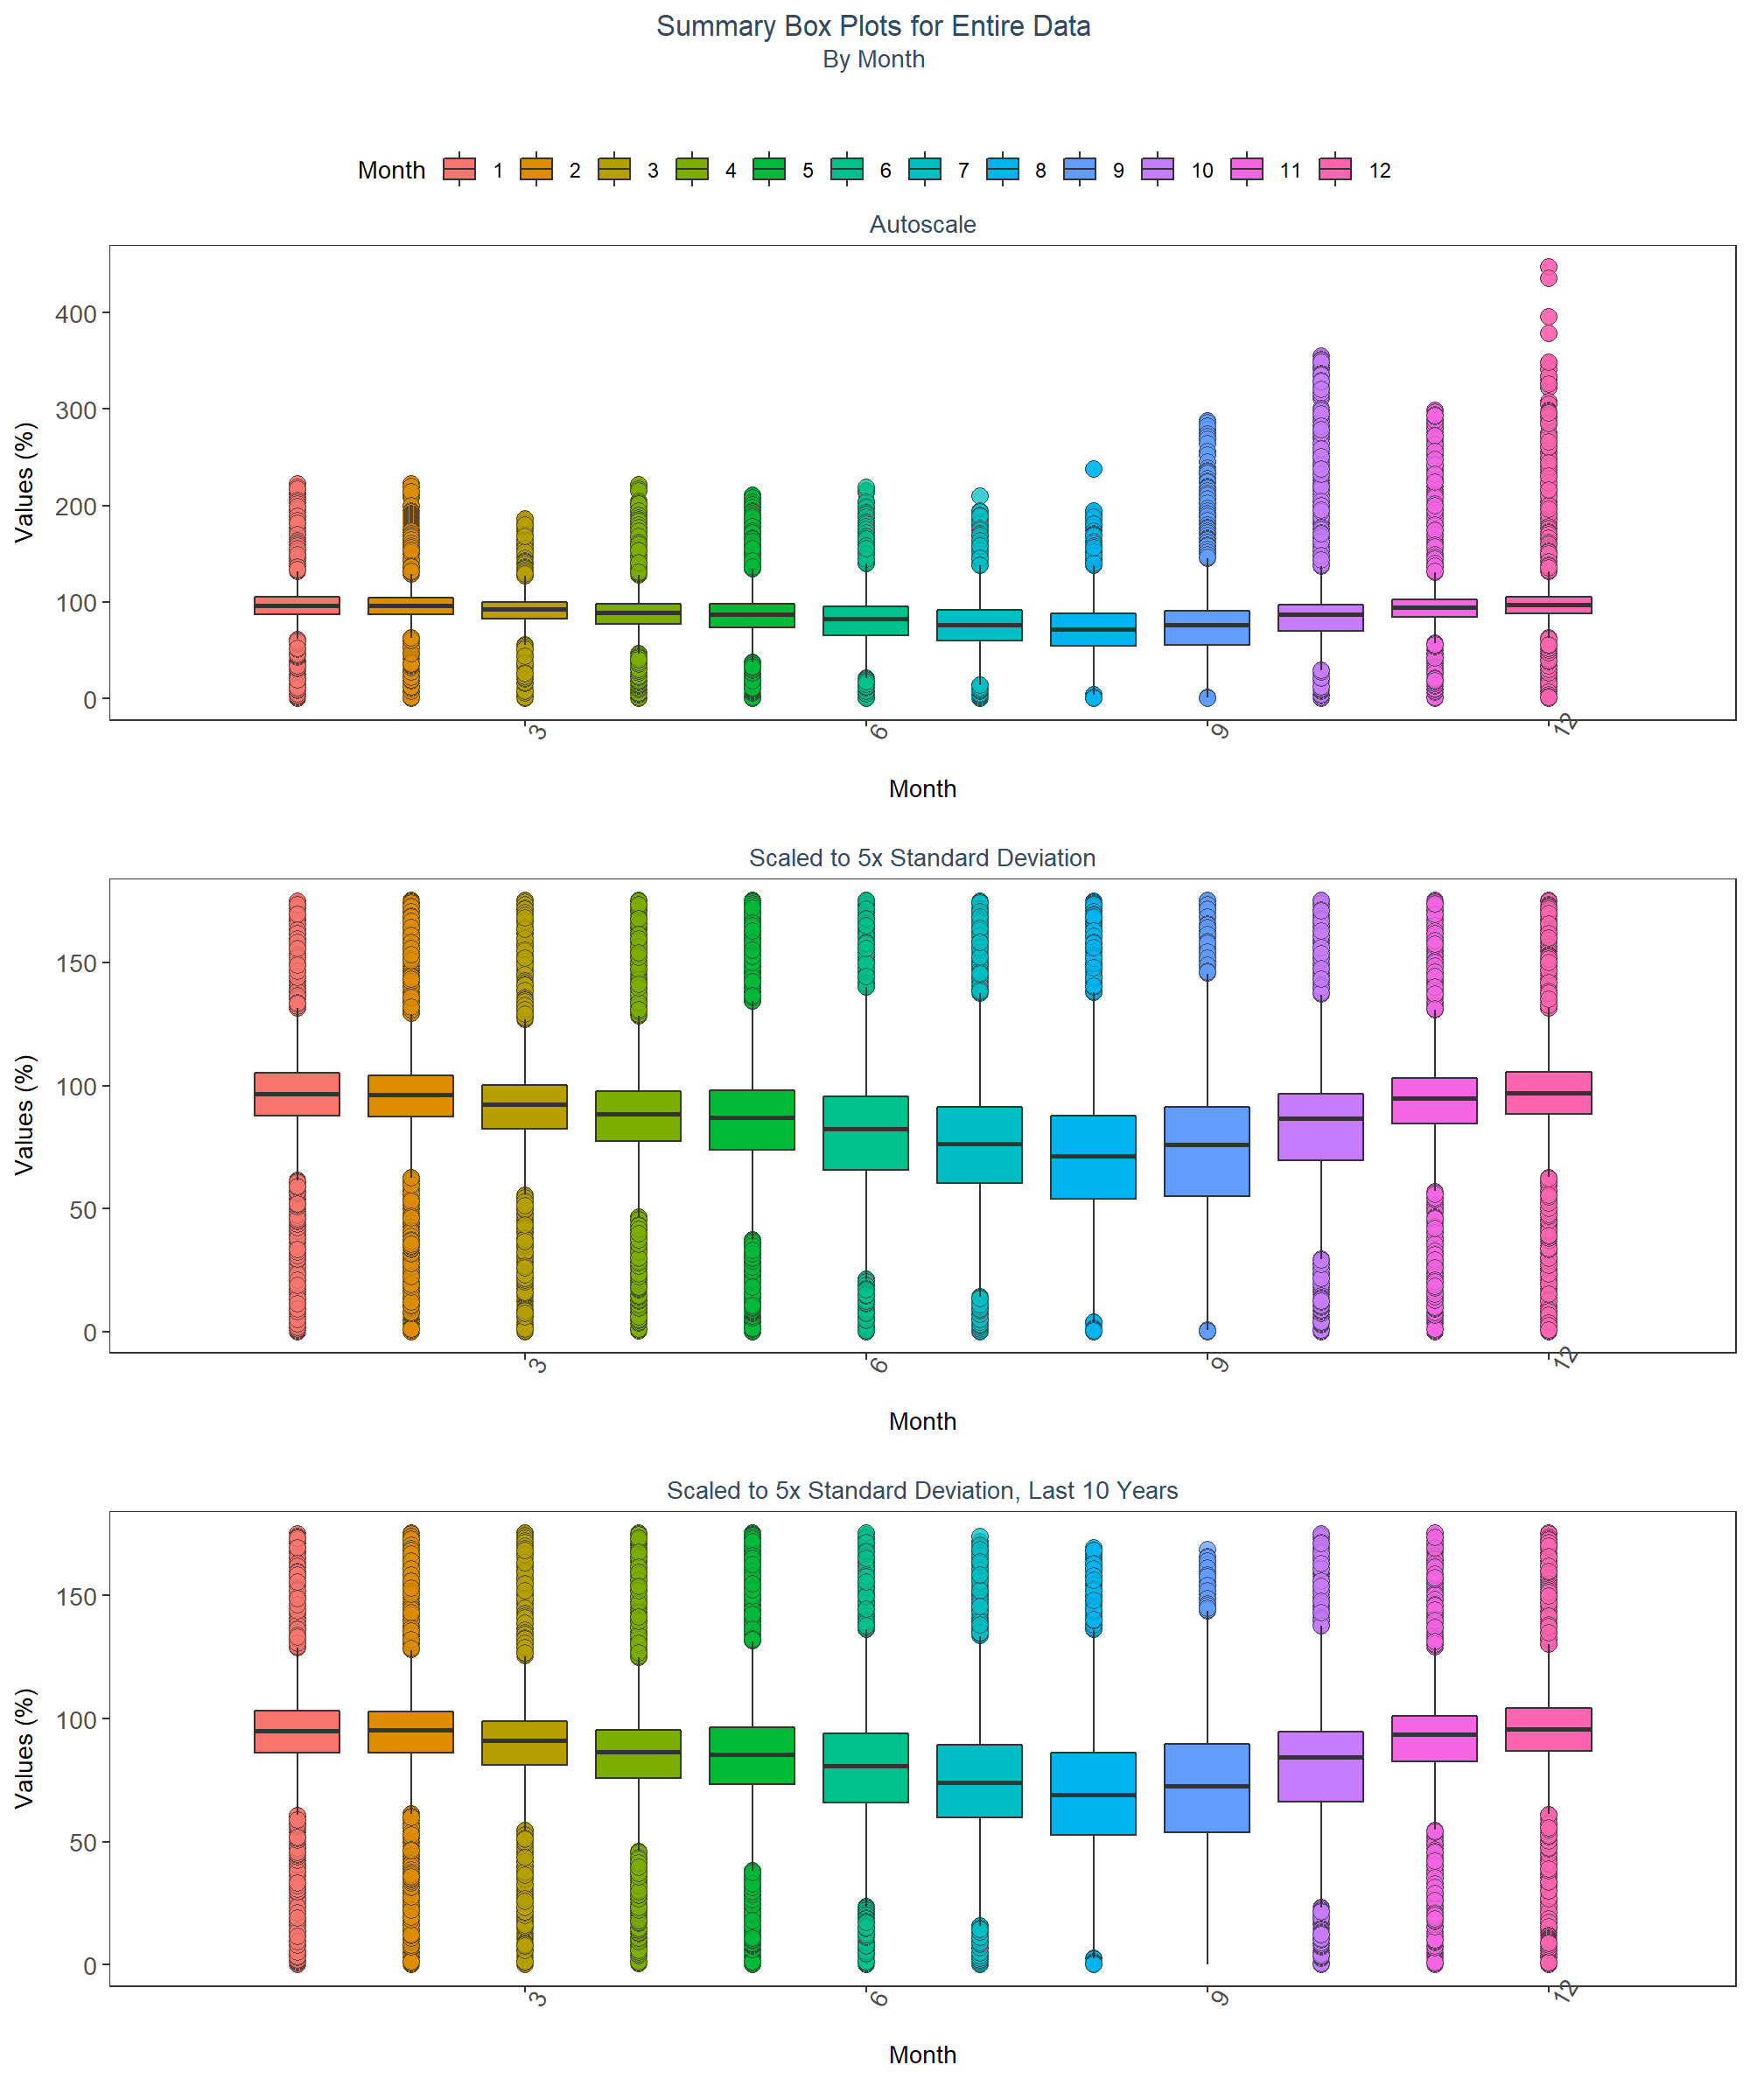 Summary Box Plots for Entire Data
By Month
Month 1 2 3 4 5 6 7 8 9 10 11 12
Autoscale
Values (%)
400
300
200
100
0
3 6 9 12
Month
Scaled to 5x Standard Deviation
Values (%)
150
100
50
0
3 6 9 12
Month
Scaled to 5x Standard Deviation, Last 10 Years
Values (%)
150
100
50
0
3 6 9 12
Month